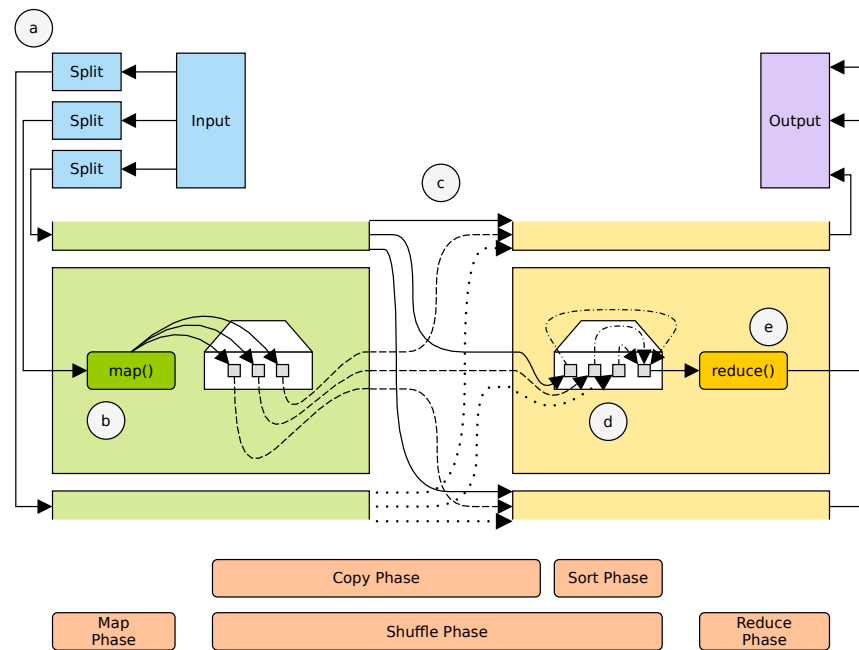 a
Split
Split
Input
Split
Output
c
map()
b
e
reduce()
d
Copy Phase
Sort Phase
Map
Phase
Shuffle Phase
Reduce
Phase